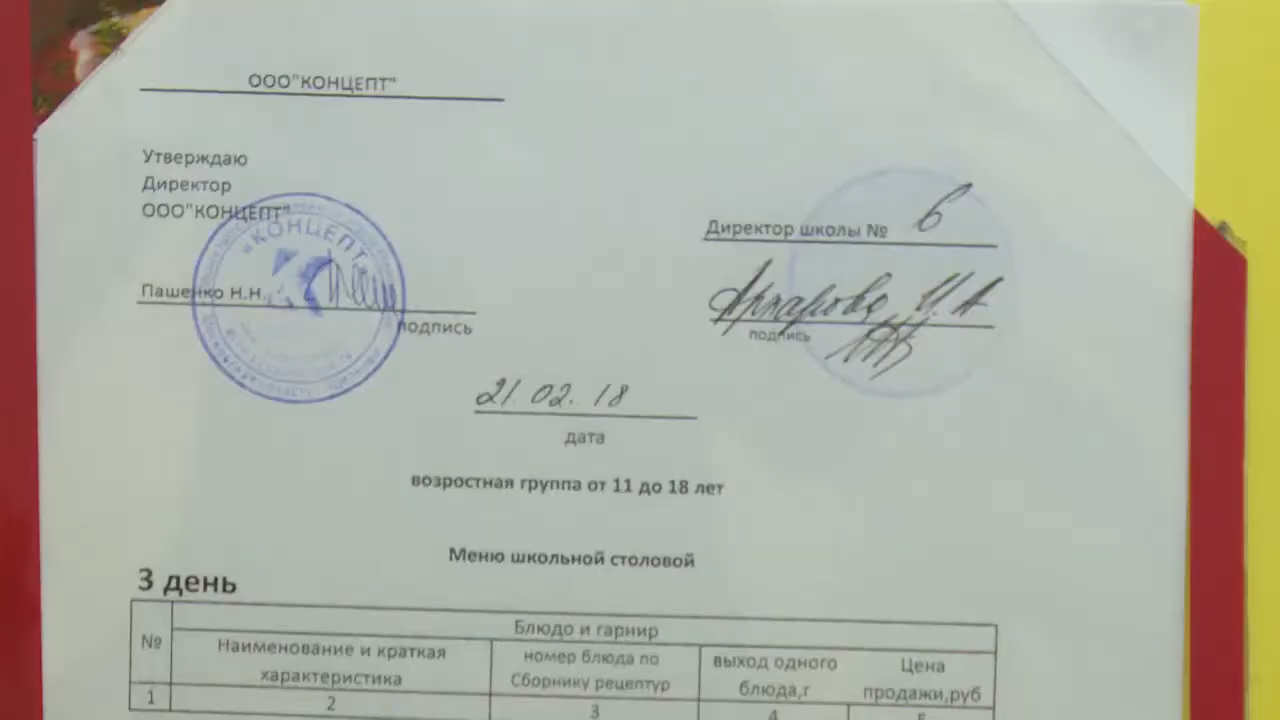 ООО"КОНЦЕПТ"
Утверждаю
Директор
ООО"КОНЦЕПТ"
"КОНЦЕПТ"
Пашенко Н.Н.
подпись
Директор школы № 6
подпись
21.02.18
дата
возростная группа от 11 до 18 лет
Меню школьной столовой
3 день
№
Блюдо и гарнир
Наименование и краткая
характеристика
номер блюда по
Сборнику рецептур
выход одного
блюда,г
Цена
продажи,руб
1
2
3
4
5